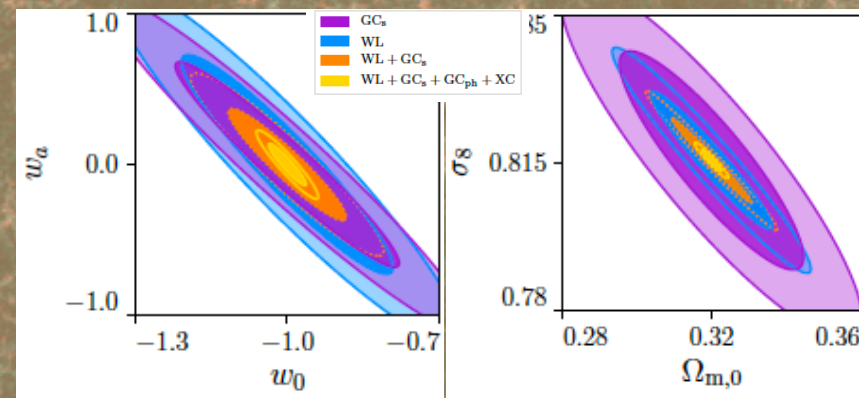 GCs
WL
WL + GCs
WL + GCs + GCph + XC
1.0
0.0
−1.0
wa
−1.3
−1.0
−0.7
w0
35
0.815
0.78
σ8
0.28
0.32
0.36
Ωm,0